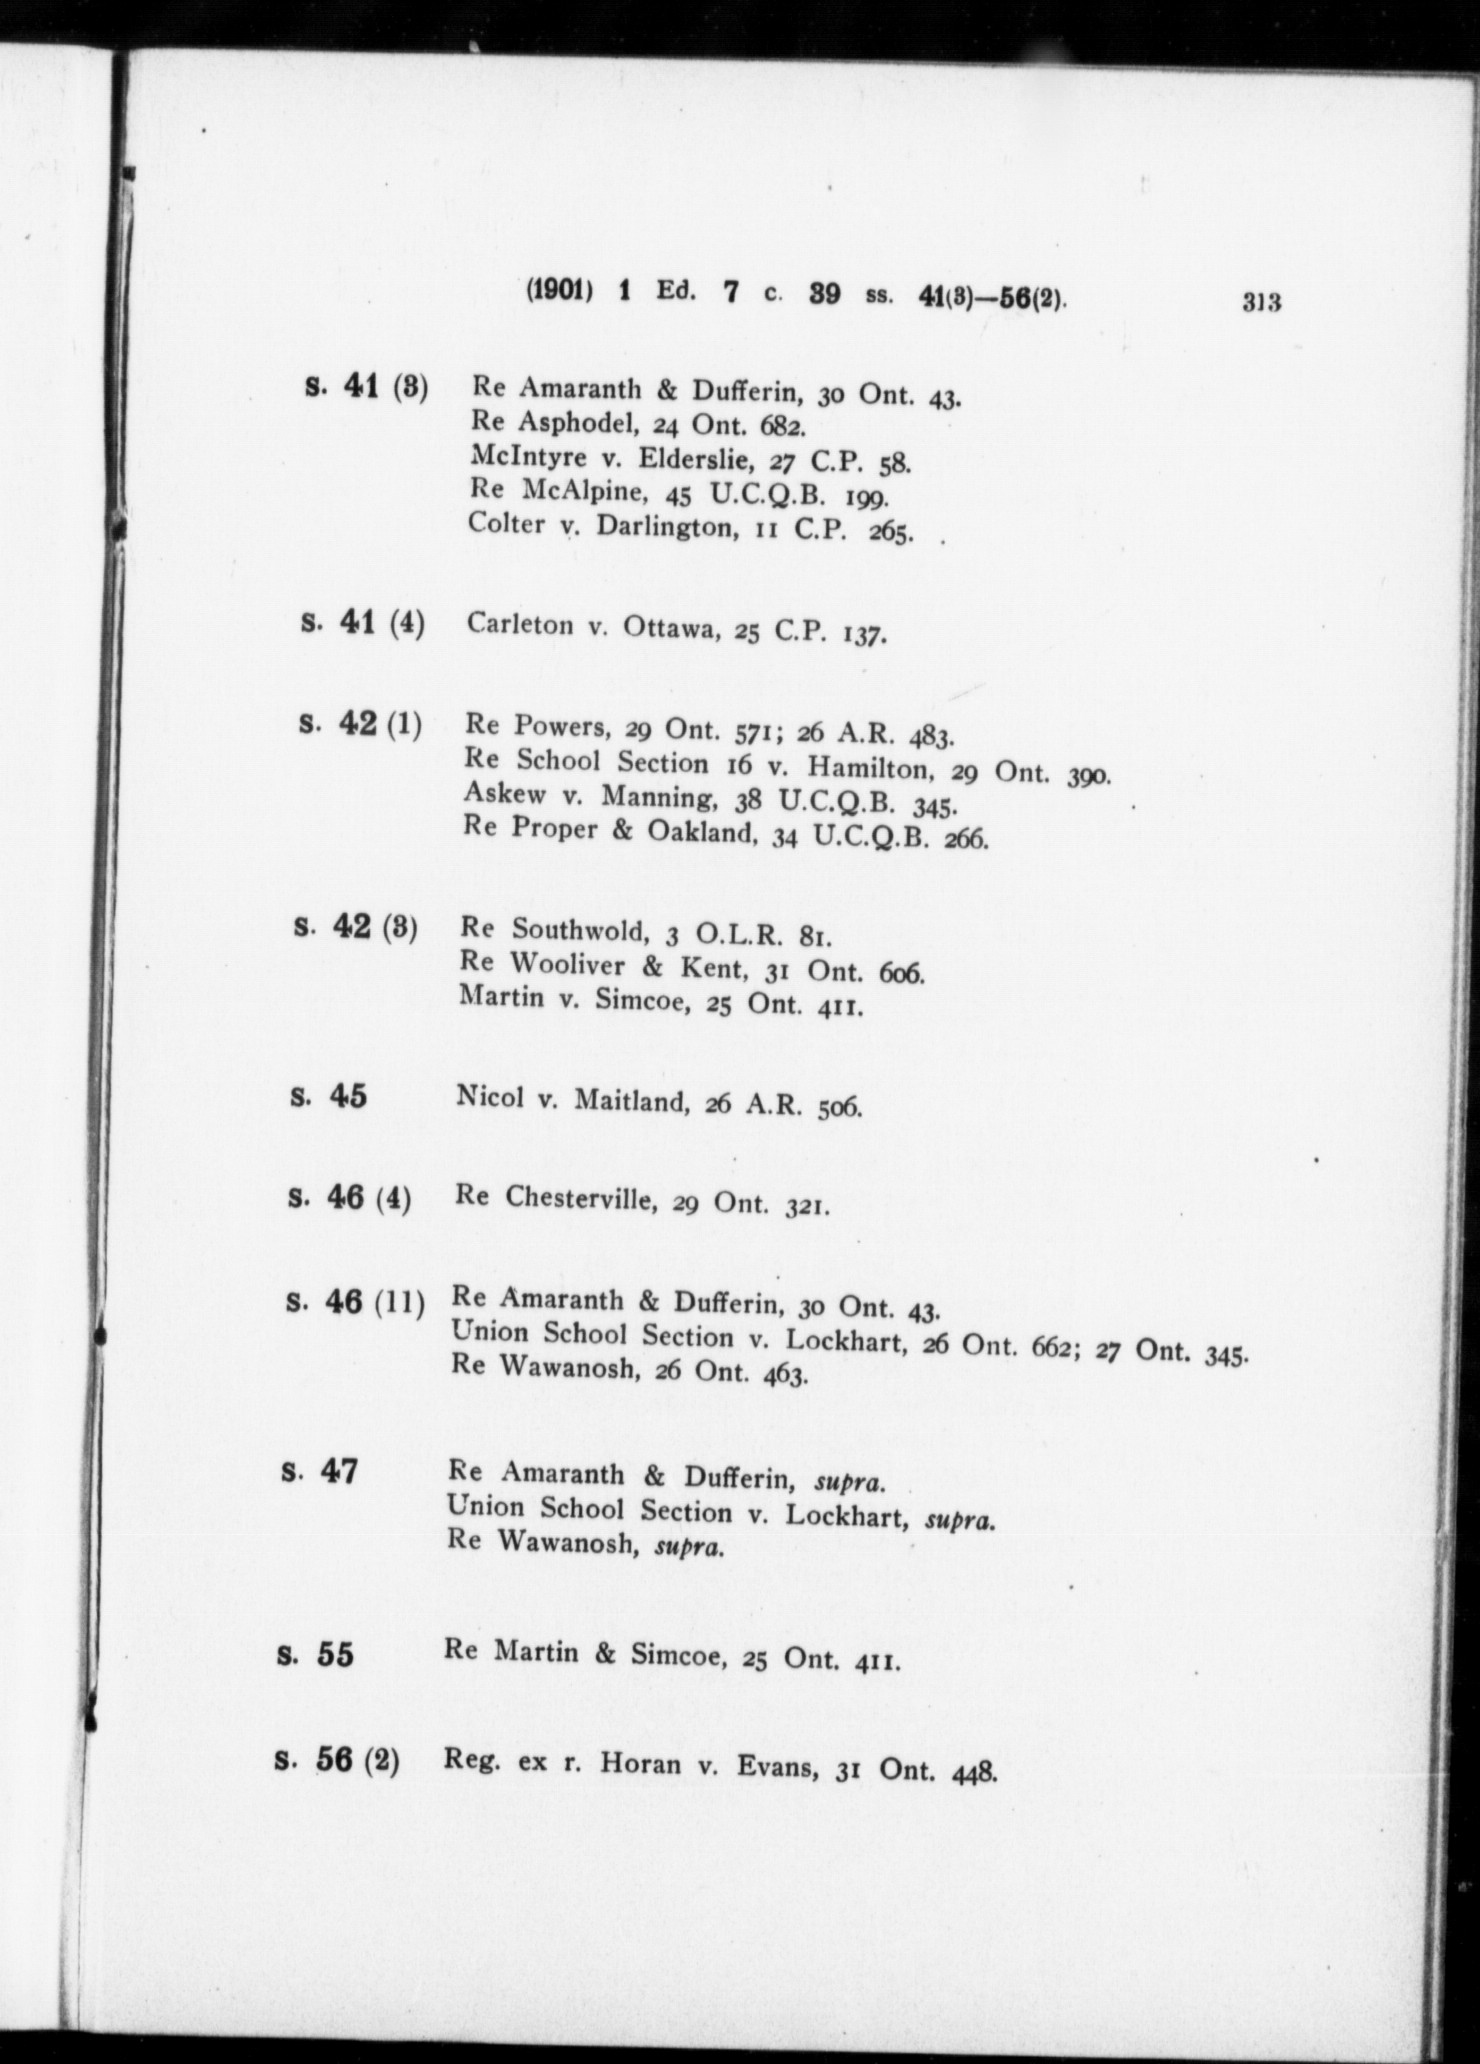 (1901) 1 Ed. 7 c. 39 ss. 41(3)—56(2). 313
s. 41 (3) Re Amaranth & Dufferin, 30 Ont. 43.
Re Asphodel, 24 Ont. 682.
McIntyre v. Elderslie, 27 C.P. 58.
Re McAlpine, 45 U.C.Q.B. 199.
Colter v. Darlington, 11 C.P. 265.
s. 41 (4) Carleton v. Ottawa, 25 C.P. 137.
s. 42 (1) Re Powers, 29 Ont. 571; 26 A.R. 483.
Re School Section 16 v. Hamilton, 29 Ont. 390.
Askew v. Manning, 38 U.C.Q.B. 345.
Re Proper & Oakland, 34 U.C.Q.B. 266.
s. 42 (3) Re Southwold, 3 O.L.R. 81.
Re Wooliver & Kent, 31 Ont. 606.
Martin v. Simcoe, 25 Ont. 411.
s. 45 Nicol v. Maitland, 26 A.R. 506.
s. 46 (4) Re Chesterville, 29 Ont. 321.
s. 46 (11) Re Amaranth & Dufferin, 30 Ont. 43.
Union School Section v. Lockhart, 26 Ont. 662; 27 Ont. 345.
Re Wawanosh, 26 Ont. 463.
s. 47 Re Amaranth & Dufferin, supra.
Union School Section v. Lockhart, supra.
Re Wawanosh, supra.
s. 55 Re Martin & Simcoe, 25 Ont. 411.
s. 56 (2) Reg. ex r. Horan v. Evans, 31 Ont. 448.